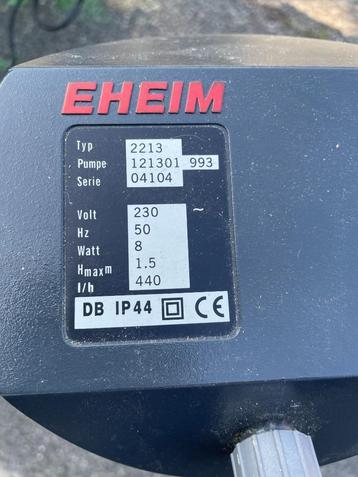 EHEIM
Typ 2213
Pumpe 121301 993
Serie 04104
Volt 230 ~
Hz 50
Watt 8
Hmax m 1.5
l/h 440
DB IP44 CE